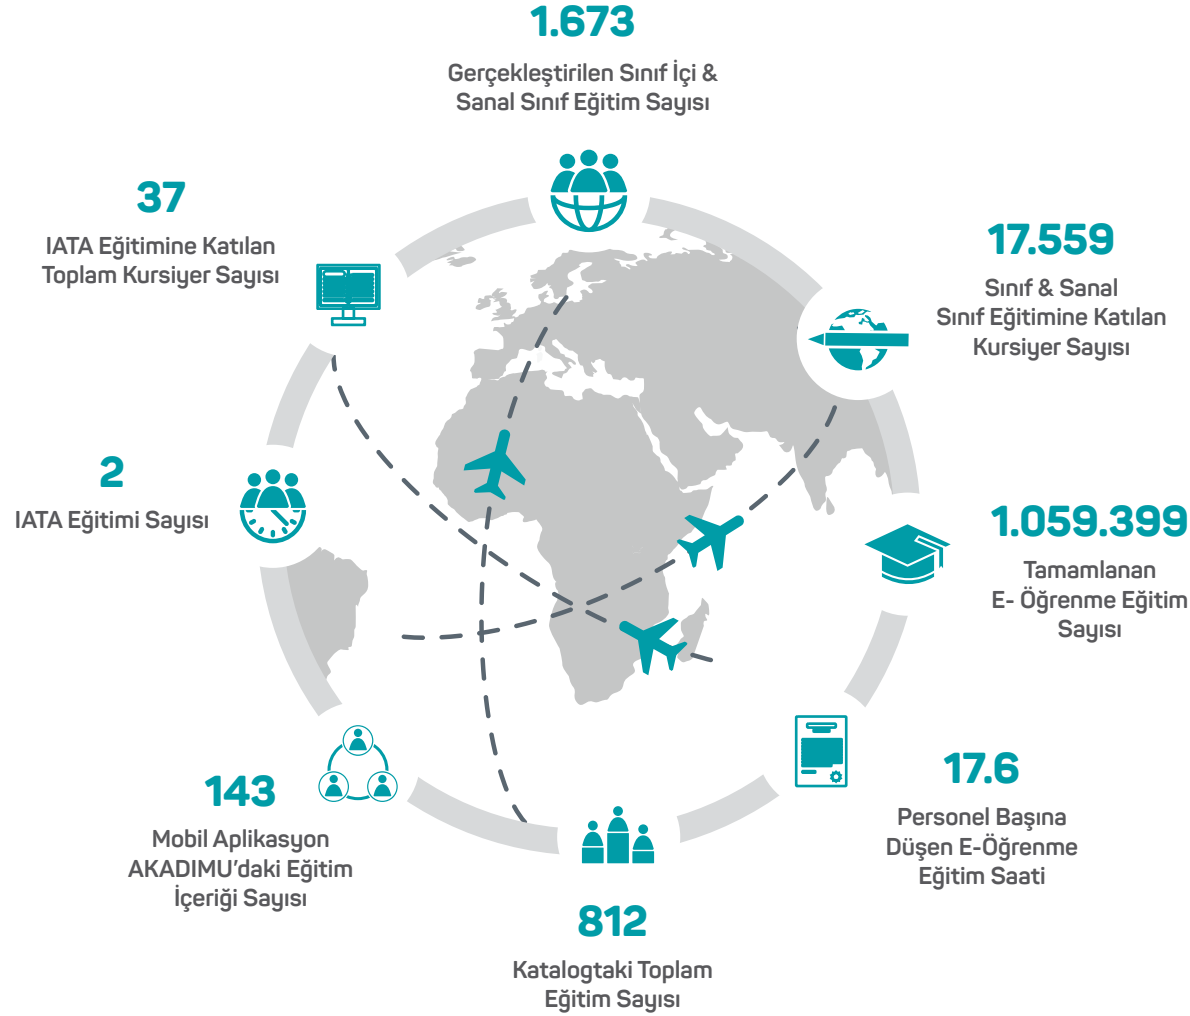 1.673
Gerçekleştirilen Sınıf İçi &
Sanal Sınıf Eğitim Sayısı
37
IATA Eğitimine Katılan
Toplam Kursiyer Sayısı
17.559
Sınıf & Sanal
Sınıf Eğitimine Katılan
Kursiyer Sayısı
2
IATA Eğitimi Sayısı
1.059.399
Tamamlanan
E- Öğrenme Eğitim
Sayısı
143
Mobil Aplikasyon
AKADIMU'daki Eğitim
İçeriği Sayısı
17.6
Personel Başına
Düşen E-Öğrenme
Eğitim Saati
812
Katalogtaki Toplam
Eğitim Sayısı